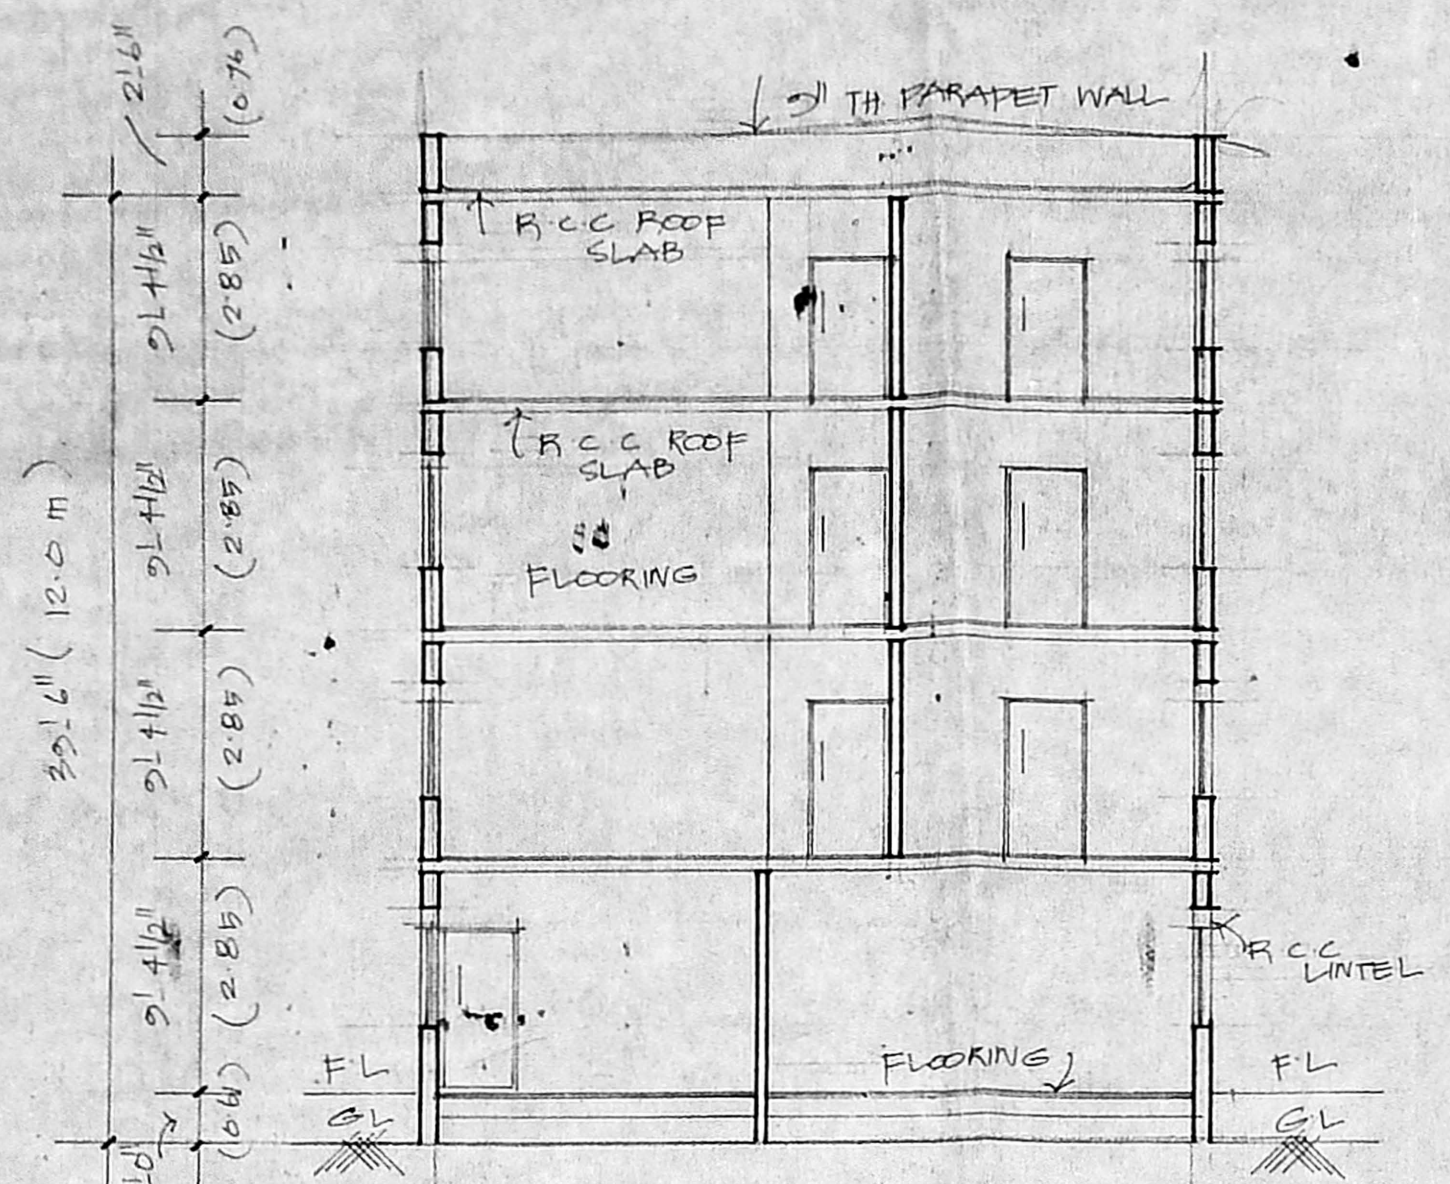 2'-6"
(0.76)
9" TH. PARAPET WALL
R.C.C ROOF
SLAB
9'-4 1/2"
(2.85)
R.C.C ROOF
SLAB
9'-4 1/2"
(2.85)
FLOORING
39'-6" (12.0 m)
9'-4 1/2"
(2.85)
9'-4 1/2"
(2.85)
R.C.C
LINTEL
F.L
FLOORING
F.L
G.L
G.L